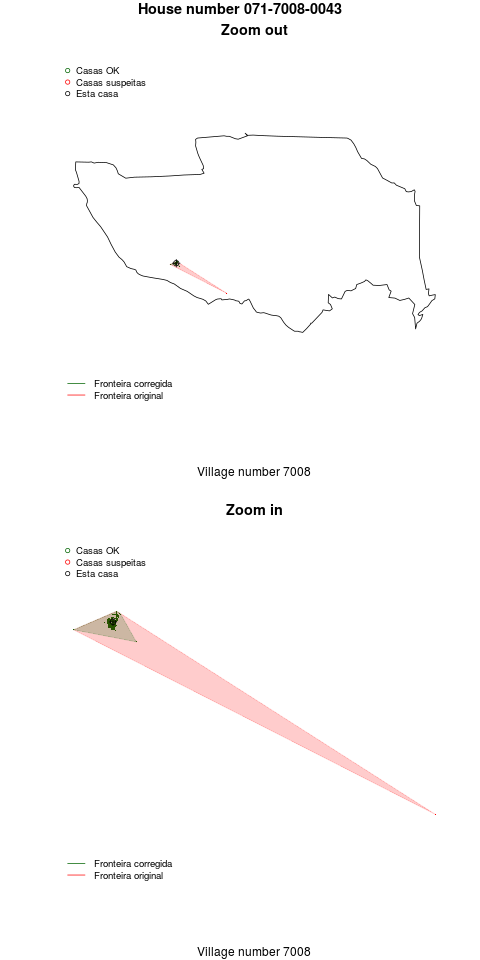 House number 071-7008-0043
Zoom out
Casas OK
Casas suspeitas
Esta casa
Fronteira corregida
Fronteira original
Village number 7008
Zoom in
Casas OK
Casas suspeitas
Esta casa
Fronteira corregida
Fronteira original
Village number 7008